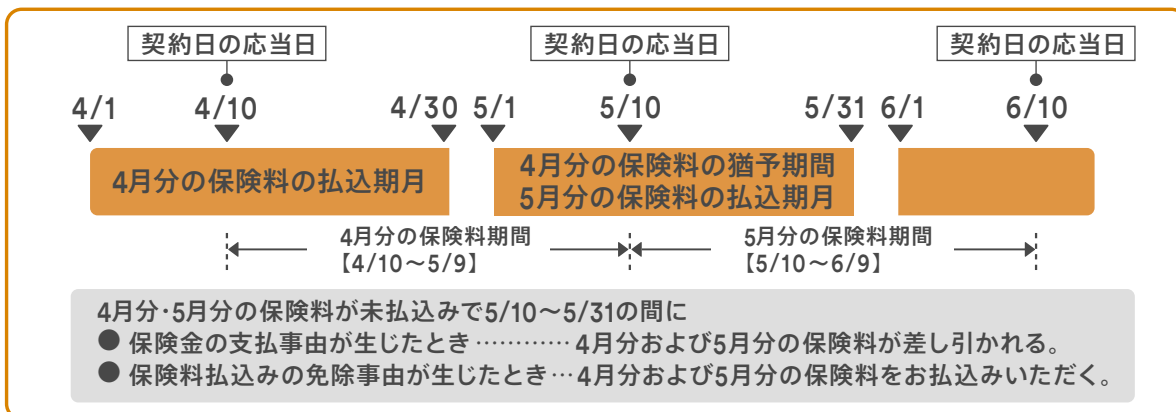 契約日の応当日 契約日の応当日 契約日の応当日
4/1 4/10 4/30 5/1 5/10 5/31 6/1 6/10
4月分の保険料の払込期月
4月分の保険料の猶予期間
5月分の保険料の払込期月
4月分の保険料期間
【4/10～5/9】
5月分の保険料期間
【5/10～6/9】
4月分・5月分の保険料が未払込みで5/10～5/31の間に
● 保険金の支払事由が生じたとき………… 4月分および5月分の保険料が差し引かれる。
● 保険料払込みの免除事由が生じたとき…4月分および5月分の保険料をお払込みいただく。